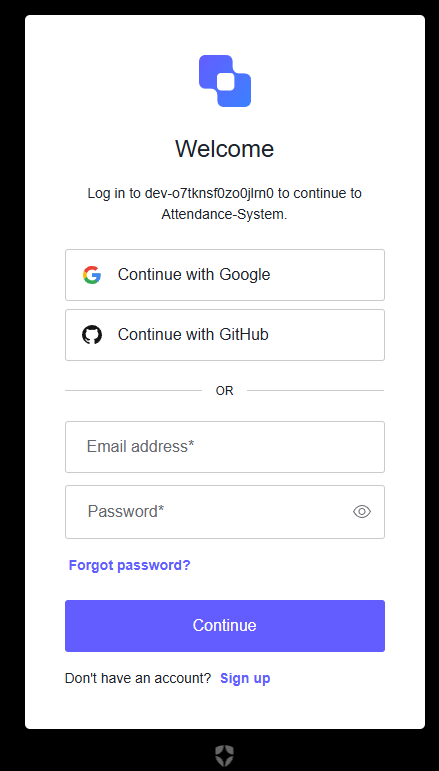 Welcome
Log in to dev-o7tknsf0zo0jlrn0 to continue to
Attendance-System.
Continue with Google
Continue with GitHub
OR
Email address*
Password*
Forgot password?
Continue
Don't have an account? Sign up